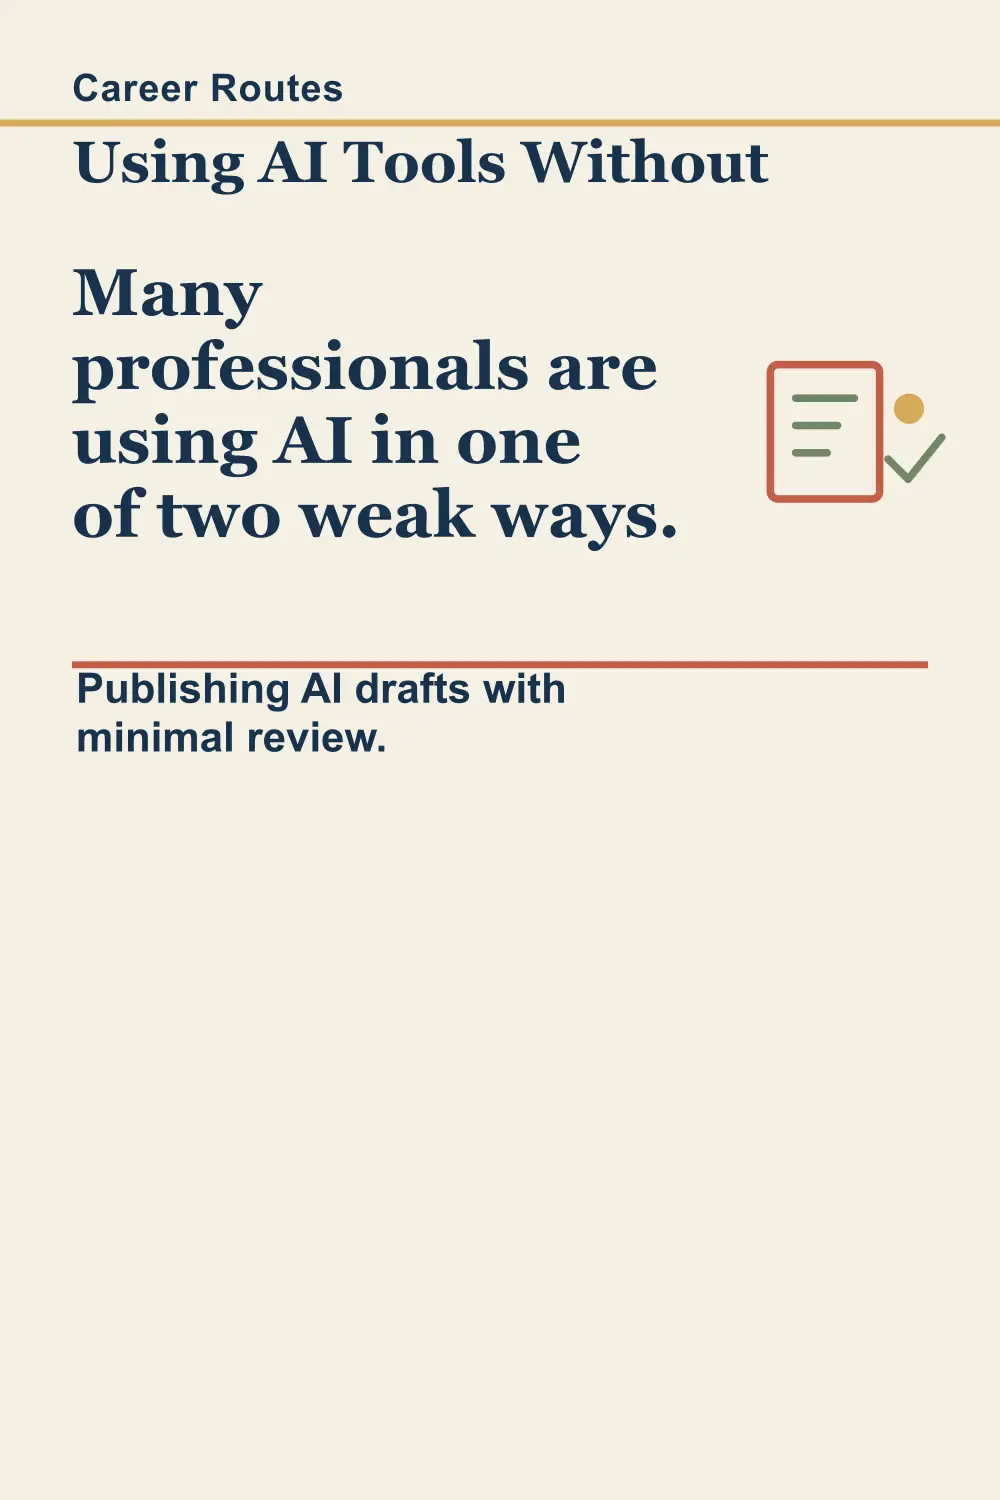 Career Routes
Using AI Tools Without
Many
professionals are
using AI in one
of two weak ways.
Publishing AI drafts with
minimal review.